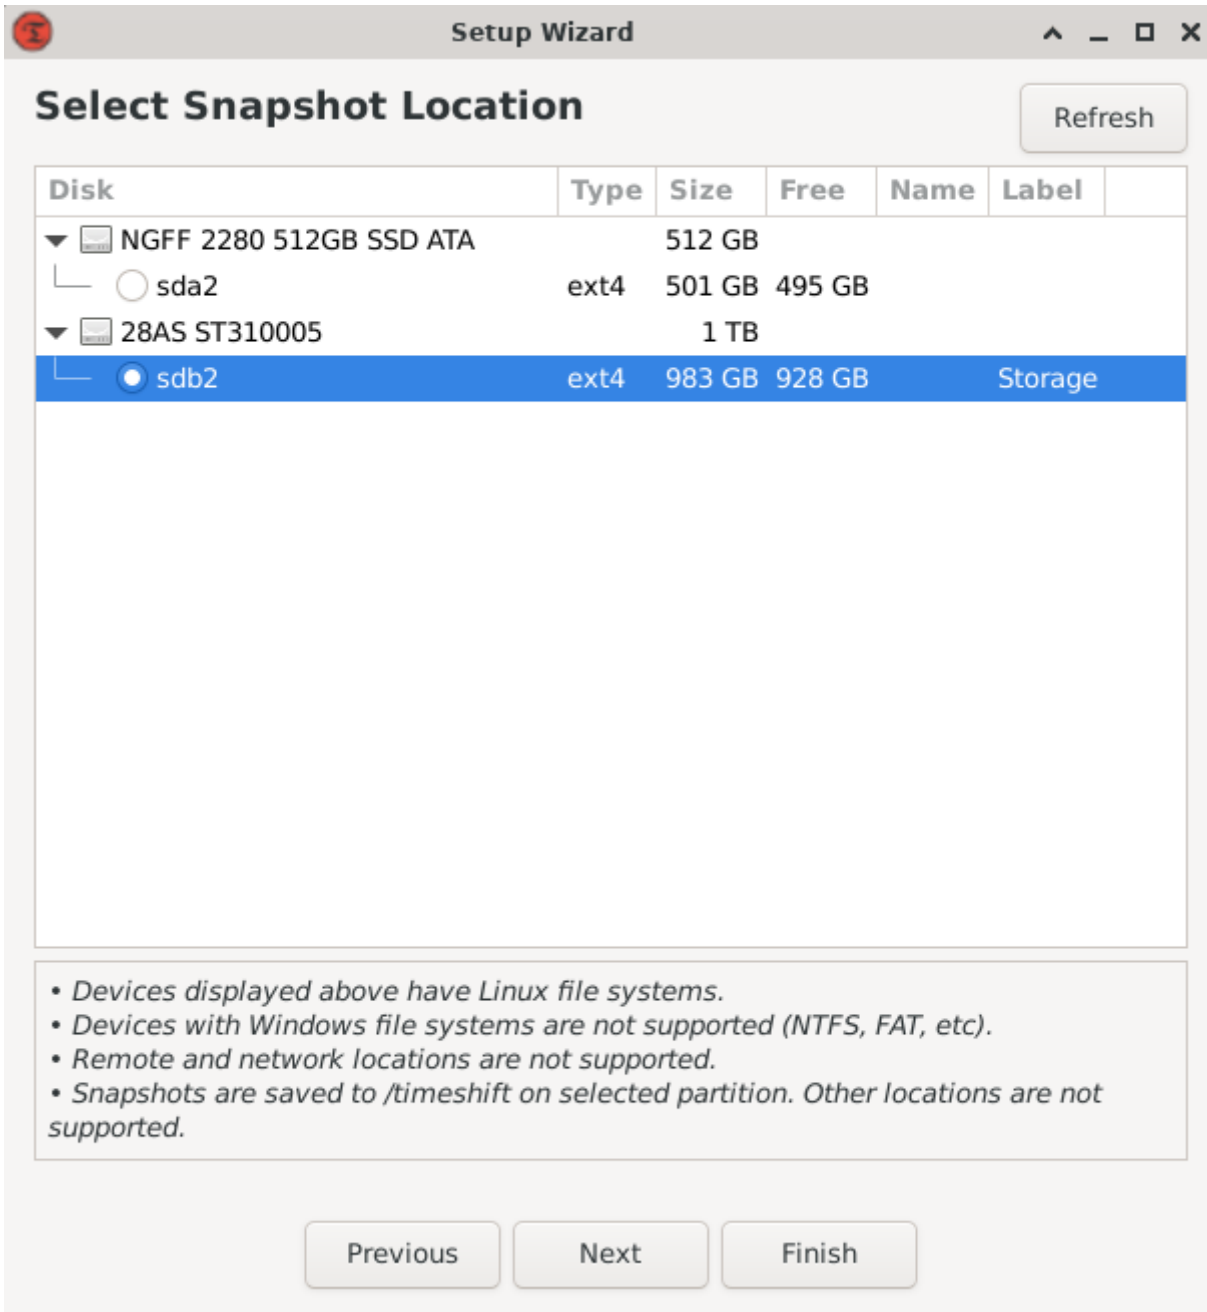 Setup Wizard
Select Snapshot Location
Refresh
Disk Type Size Free Name Label
NGFF 2280 512GB SSD ATA 512 GB
sda2 ext4 501 GB 495 GB
28AS ST310005 1 TB
sdb2 ext4 983 GB 928 GB Storage
• Devices displayed above have Linux file systems.
• Devices with Windows file systems are not supported (NTFS, FAT, etc).
• Remote and network locations are not supported.
• Snapshots are saved to /timeshift on selected partition. Other locations are not
supported.
Previous Next Finish